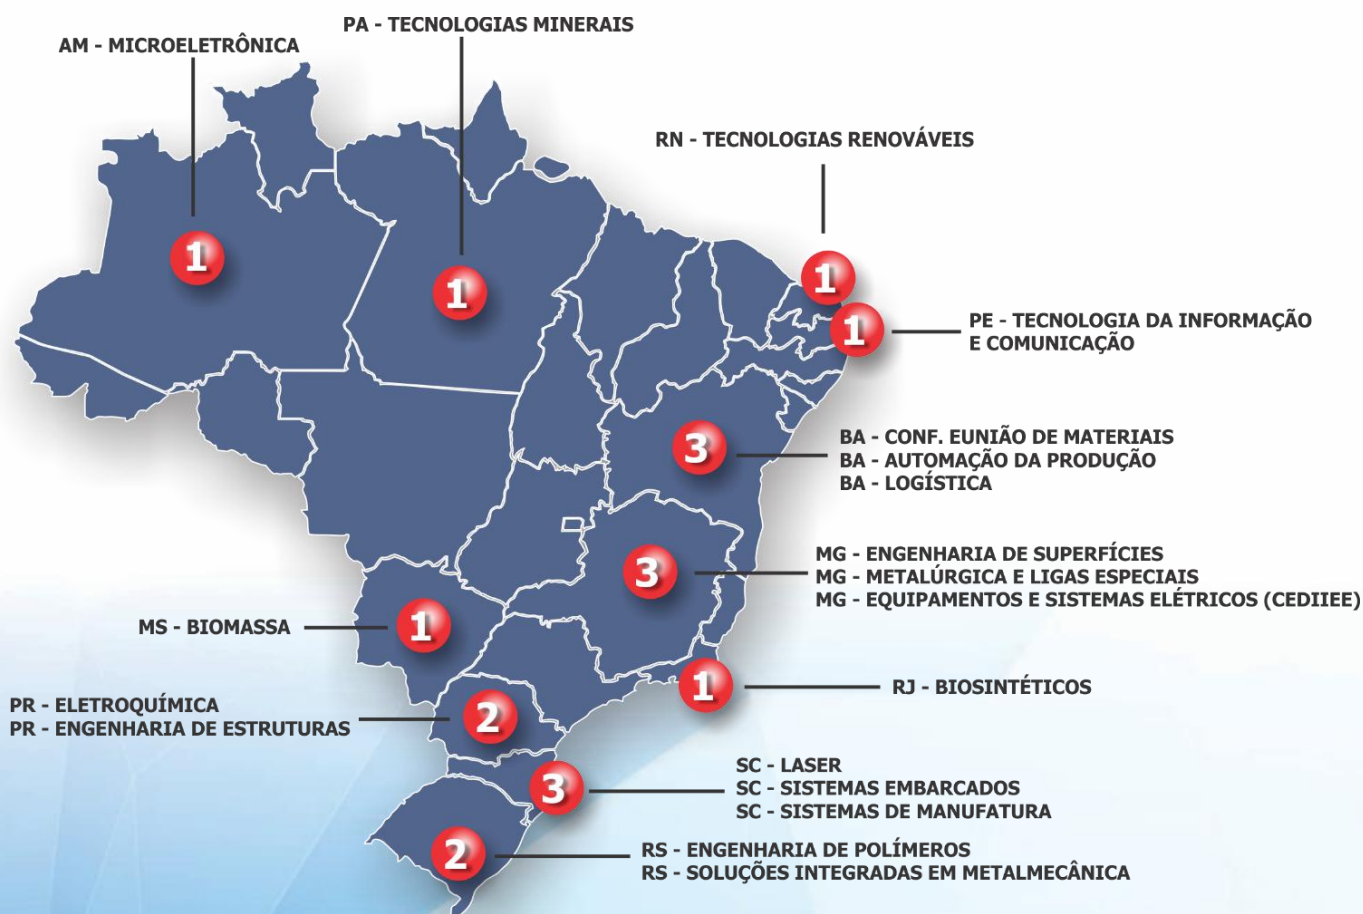 PA - TECNOLOGIAS MINERAIS
AM - MICROELETRÔNICA
RN - TECNOLOGIAS RENOVÁVEIS
1
1
1
1
PE - TECNOLOGIA DA INFORMAÇÃO
E COMUNICAÇÃO
3
BA - CONF. EUNIÃO DE MATERIAIS
BA - AUTOMAÇÃO DA PRODUÇÃO
BA - LOGÍSTICA
3
MG - ENGENHARIA DE SUPERFÍCIES
MG - METALÚRGICA E LIGAS ESPECIAIS
MG - EQUIPAMENTOS E SISTEMAS ELÉTRICOS (CEDIIEE)
MS - BIOMASSA
1
1
RJ - BIOSINTÉTICOS
PR - ELETROQUÍMICA
PR - ENGENHARIA DE ESTRUTURAS
2
3
SC - LASER
SC - SISTEMAS EMBARCADOS
SC - SISTEMAS DE MANUFATURA
2
RS - ENGENHARIA DE POLÍMEROS
RS - SOLUÇÕES INTEGRADAS EM METALMECÂNICA